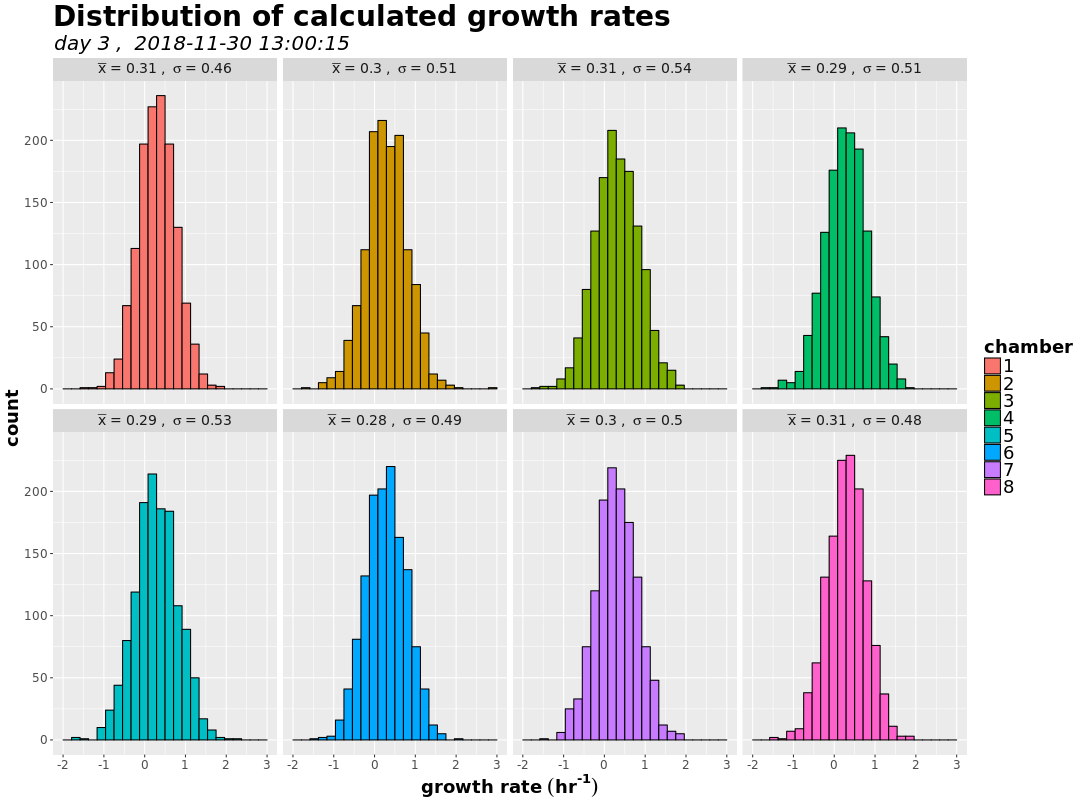 Distribution of calculated growth rates
day 3 ,  2018-11-30 13:00:15
x̅ = 0.31 ,  σ = 0.46
x̅ = 0.3 ,  σ = 0.51
x̅ = 0.31 ,  σ = 0.54
x̅ = 0.29 ,  σ = 0.51
200
150
100
50
0
x̅ = 0.29 ,  σ = 0.53
x̅ = 0.28 ,  σ = 0.49
x̅ = 0.3 ,  σ = 0.5
x̅ = 0.31 ,  σ = 0.48
200
150
100
50
0
-2 -1 0 1 2 3
-2 -1 0 1 2 3
-2 -1 0 1 2 3
-2 -1 0 1 2 3
growth rate (hr⁻¹)
count
chamber
1
2
3
4
5
6
7
8